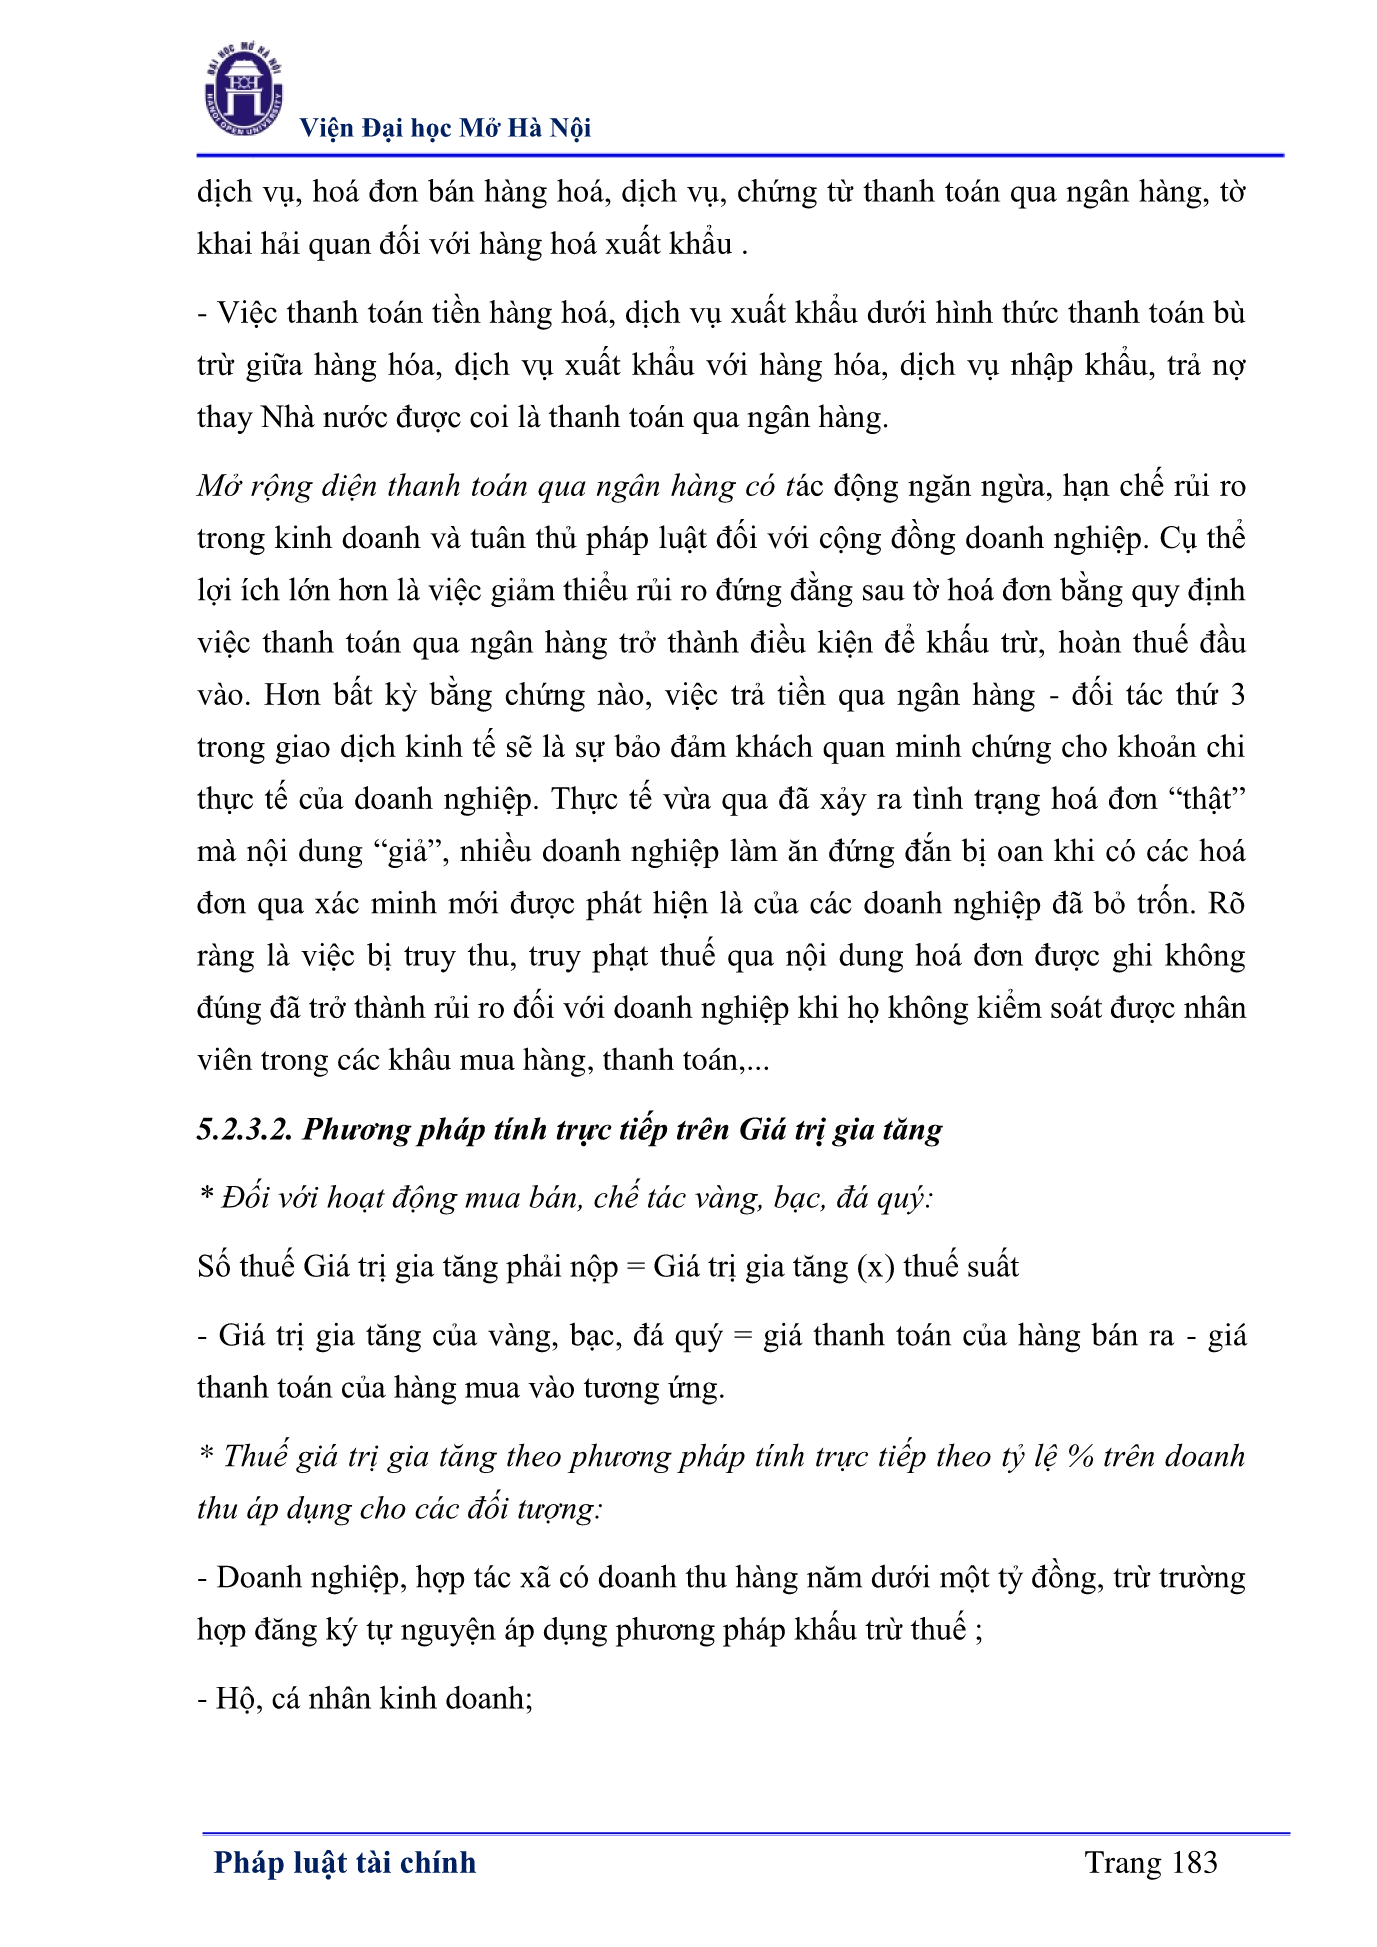 ĐẠI HỌC MỞ HÀ NỘI
HANOI OPEN UNIVERSITY
Viện Đại học Mở Hà Nội
dịch vụ, hoá đơn bán hàng hoá, dịch vụ, chứng từ thanh toán qua ngân hàng, tờ
khai hải quan đối với hàng hoá xuất khẩu .
- Việc thanh toán tiền hàng hoá, dịch vụ xuất khẩu dưới hình thức thanh toán bù
trừ giữa hàng hóa, dịch vụ xuất khẩu với hàng hóa, dịch vụ nhập khẩu, trả nợ
thay Nhà nước được coi là thanh toán qua ngân hàng.
Mở rộng diện thanh toán qua ngân hàng có tác động ngăn ngừa, hạn chế rủi ro
trong kinh doanh và tuân thủ pháp luật đối với cộng đồng doanh nghiệp. Cụ thể
lợi ích lớn hơn là việc giảm thiểu rủi ro đứng đằng sau tờ hoá đơn bằng quy định
việc thanh toán qua ngân hàng trở thành điều kiện để khấu trừ, hoàn thuế đầu
vào. Hơn bất kỳ bằng chứng nào, việc trả tiền qua ngân hàng - đối tác thứ 3
trong giao dịch kinh tế sẽ là sự bảo đảm khách quan minh chứng cho khoản chi
thực tế của doanh nghiệp. Thực tế vừa qua đã xảy ra tình trạng hoá đơn “thật”
mà nội dung “giả”, nhiều doanh nghiệp làm ăn đứng đắn bị oan khi có các hoá
đơn qua xác minh mới được phát hiện là của các doanh nghiệp đã bỏ trốn. Rõ
ràng là việc bị truy thu, truy phạt thuế qua nội dung hoá đơn được ghi không
đúng đã trở thành rủi ro đối với doanh nghiệp khi họ không kiểm soát được nhân
viên trong các khâu mua hàng, thanh toán,...
5.2.3.2. Phương pháp tính trực tiếp trên Giá trị gia tăng
* Đối với hoạt động mua bán, chế tác vàng, bạc, đá quý:
Số thuế Giá trị gia tăng phải nộp = Giá trị gia tăng (x) thuế suất
- Giá trị gia tăng của vàng, bạc, đá quý = giá thanh toán của hàng bán ra - giá
thanh toán của hàng mua vào tương ứng.
* Thuế giá trị gia tăng theo phương pháp tính trực tiếp theo tỷ lệ % trên doanh
thu áp dụng cho các đối tượng:
- Doanh nghiệp, hợp tác xã có doanh thu hàng năm dưới một tỷ đồng, trừ trường
hợp đăng ký tự nguyện áp dụng phương pháp khấu trừ thuế ;
- Hộ, cá nhân kinh doanh;
Pháp luật tài chính
Trang 183